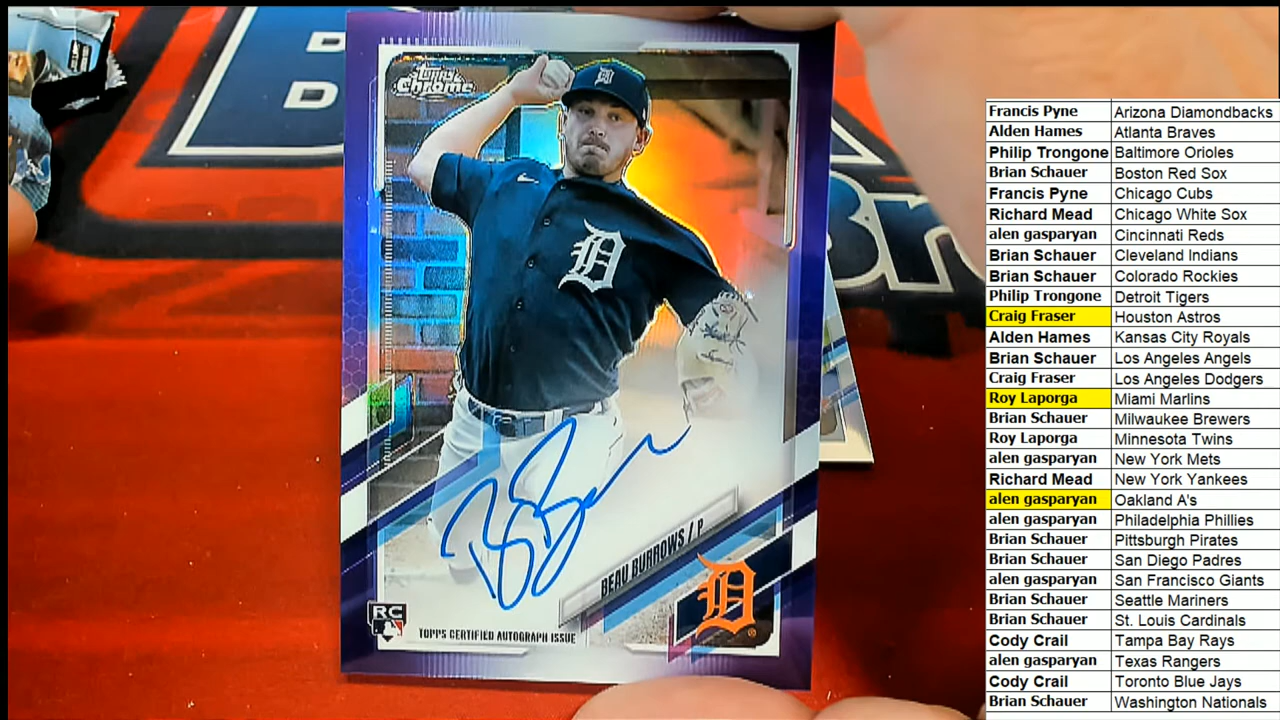 Topps
Chrome
D
D
BEAU BURROWS / P
D
RC
TOPPS CERTIFIED AUTOGRAPH ISSUE
Francis Pyne Arizona Diamondbacks
Alden Hames Atlanta Braves
Philip Trongone Baltimore Orioles
Brian Schauer Boston Red Sox
Francis Pyne Chicago Cubs
Richard Mead Chicago White Sox
alen gasparyan Cincinnati Reds
Brian Schauer Cleveland Indians
Brian Schauer Colorado Rockies
Philip Trongone Detroit Tigers
Craig Fraser Houston Astros
Alden Hames Kansas City Royals
Brian Schauer Los Angeles Angels
Craig Fraser Los Angeles Dodgers
Roy Laporga Miami Marlins
Brian Schauer Milwaukee Brewers
Roy Laporga Minnesota Twins
alen gasparyan New York Mets
Richard Mead New York Yankees
alen gasparyan Oakland A's
alen gasparyan Philadelphia Phillies
Brian Schauer Pittsburgh Pirates
Brian Schauer San Diego Padres
alen gasparyan San Francisco Giants
Brian Schauer Seattle Mariners
Brian Schauer St. Louis Cardinals
Cody Crail Tampa Bay Rays
alen gasparyan Texas Rangers
Cody Crail Toronto Blue Jays
Brian Schauer Washington Nationals